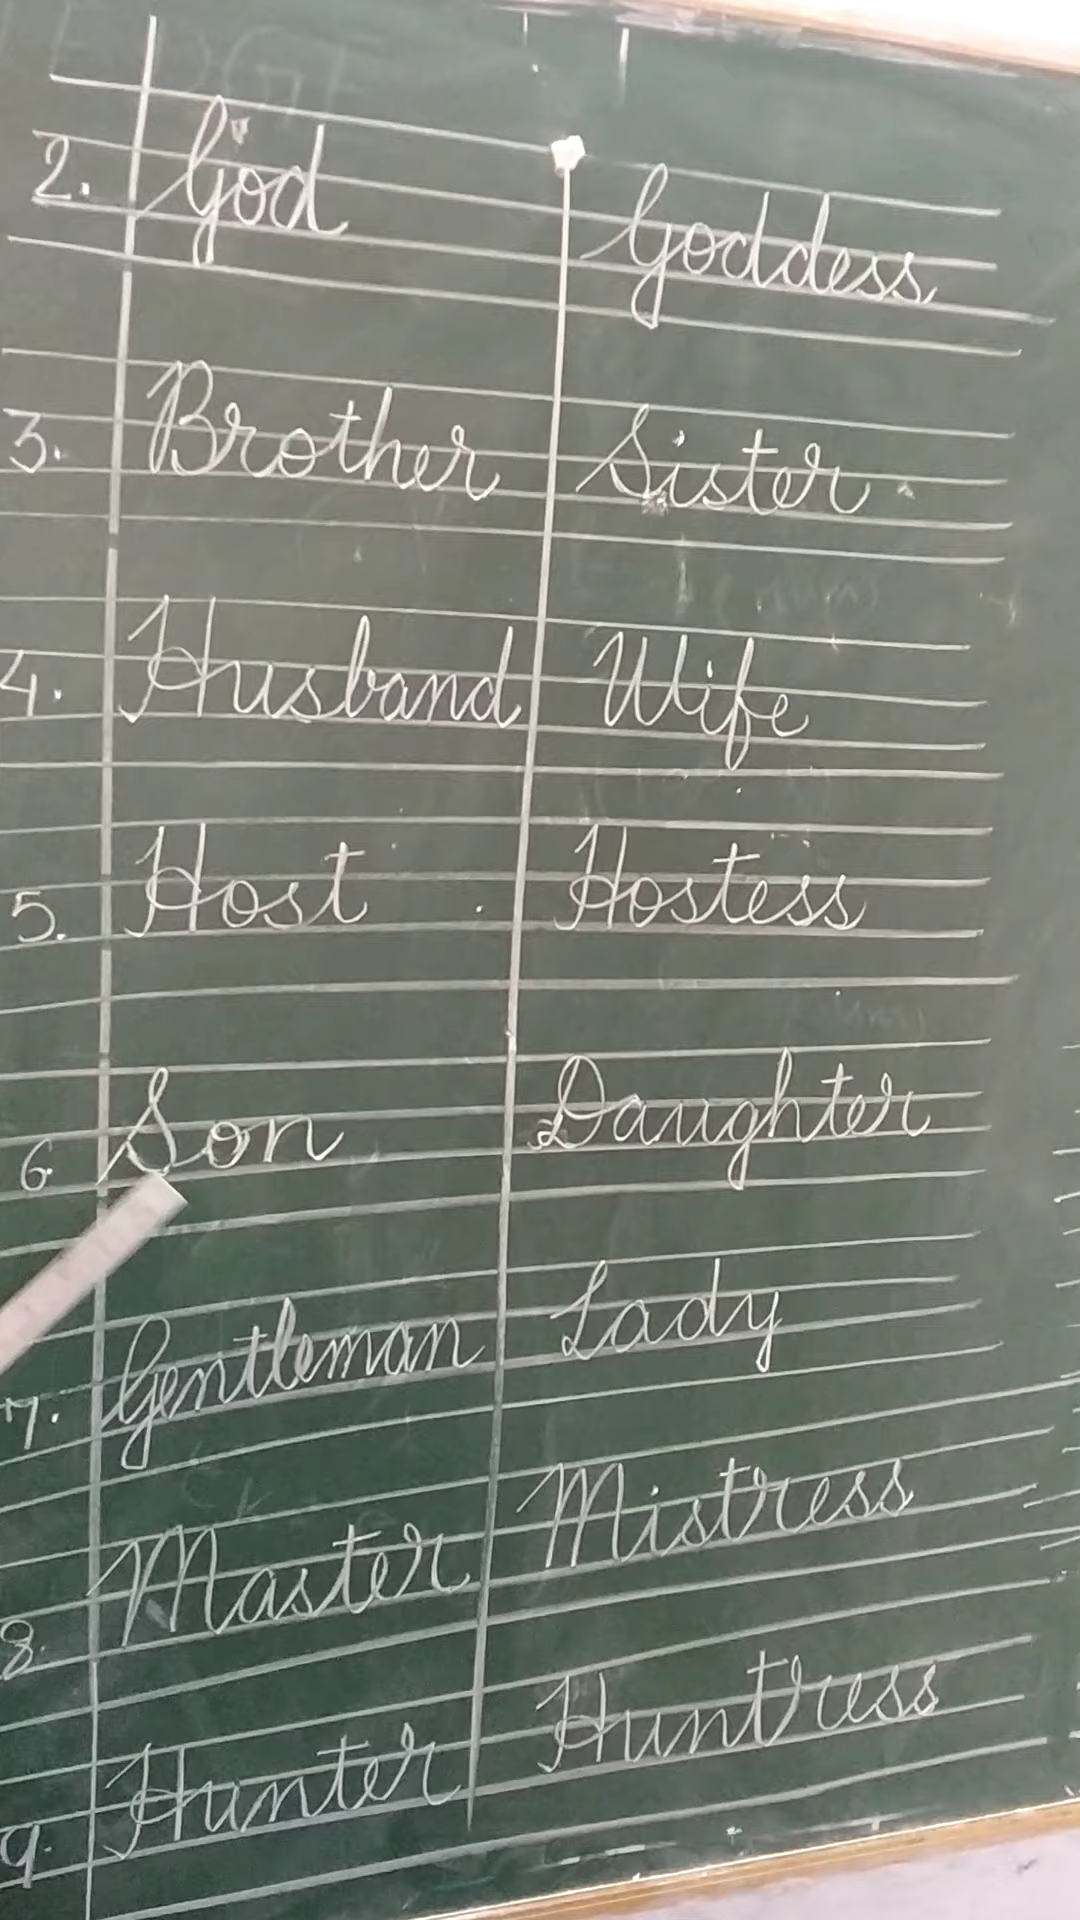 2. God Goddess
3. Brother Sister
4. Husband Wife
5. Host Hostess
6. Son Daughter
7. Gentleman Lady
8. Master Mistress
9. Hunter Huntress